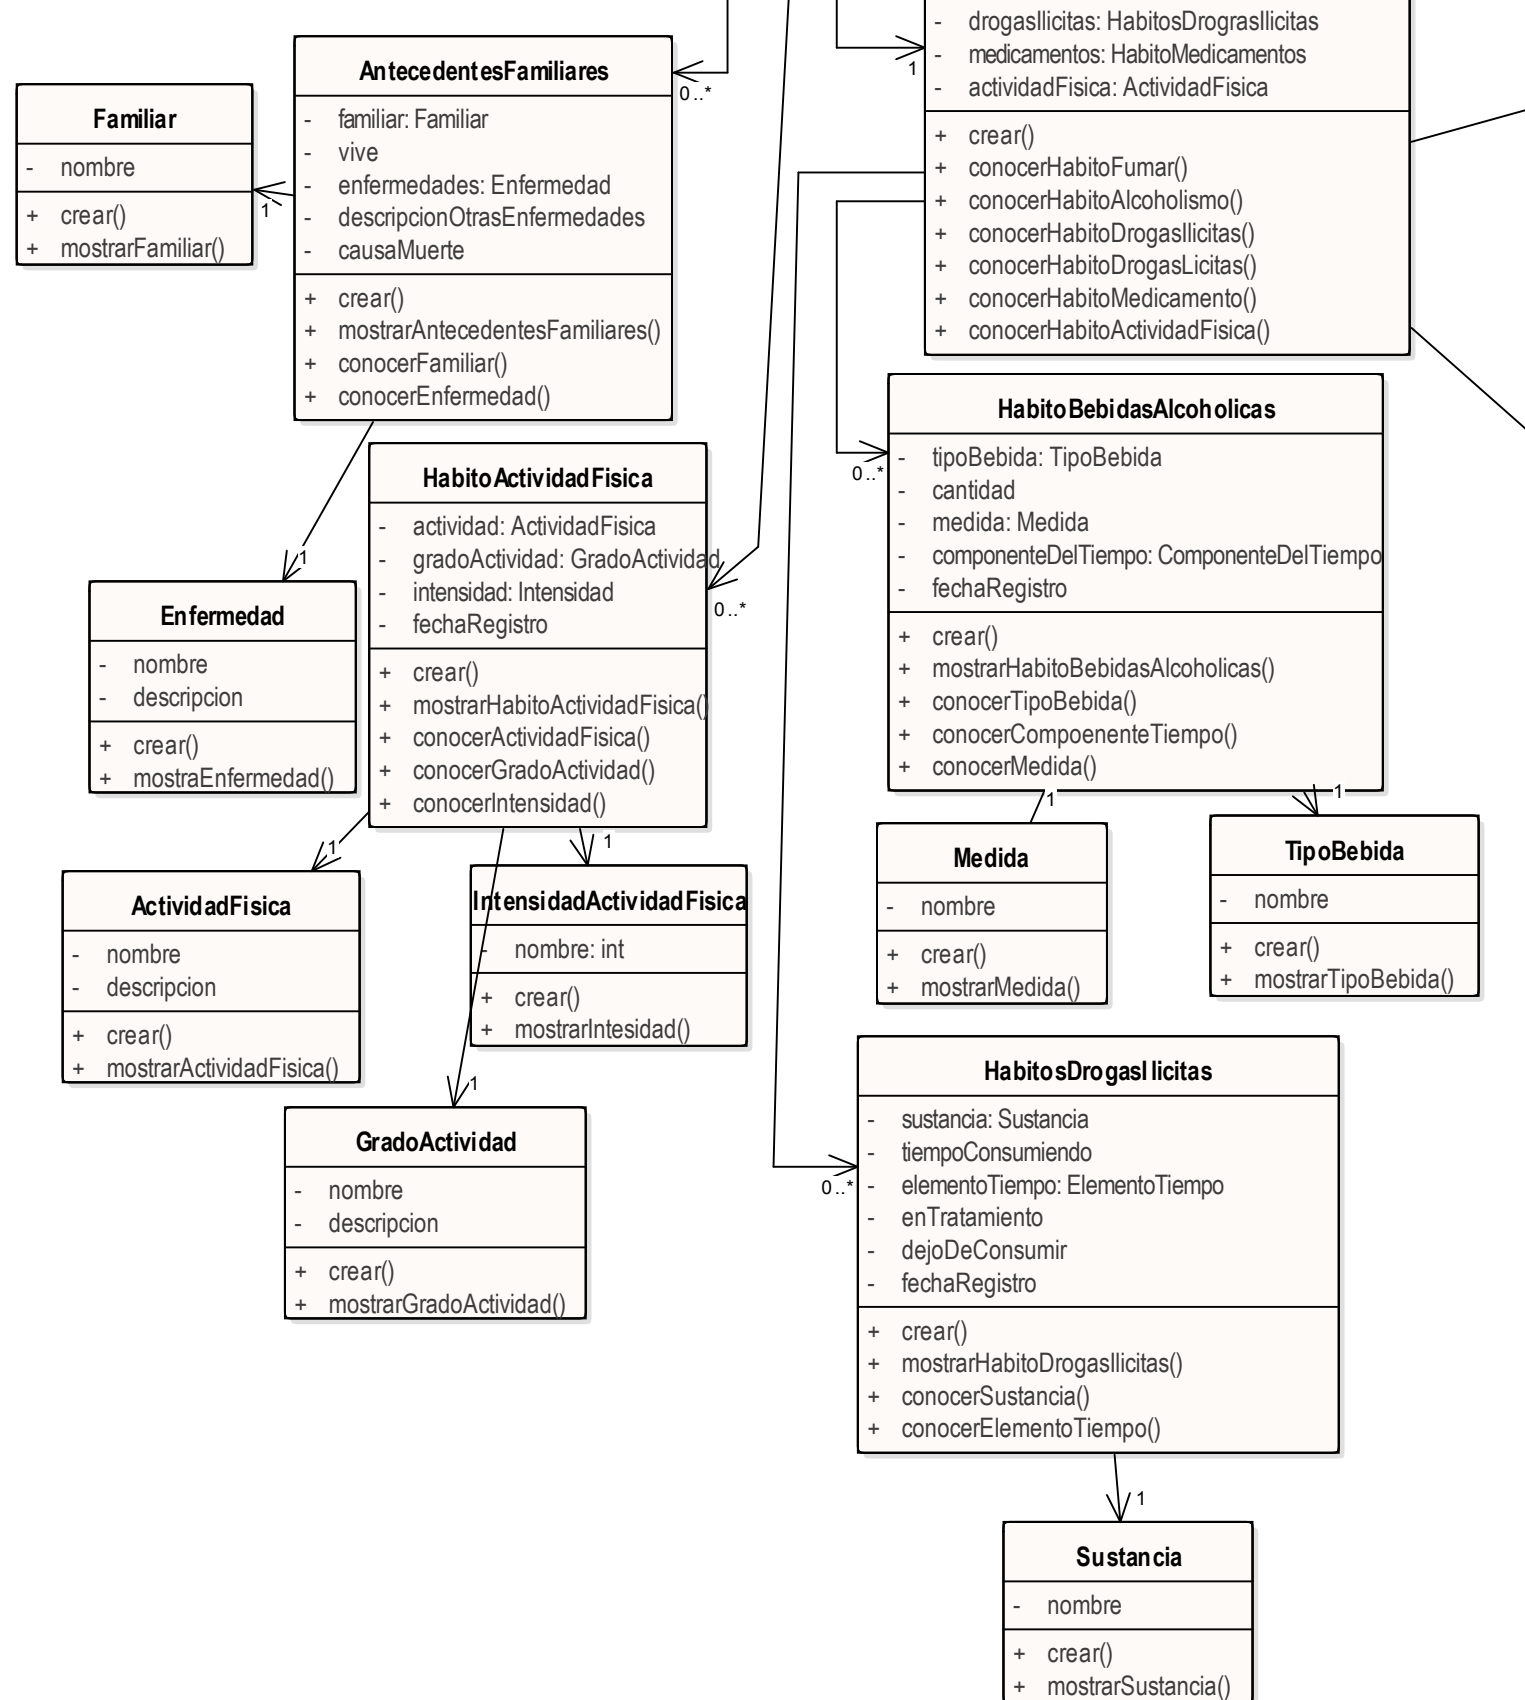 - drogasIlicitas: HabitosDrograsIlicitas
- medicamentos: HabitoMedicamentos
- actividadFisica: ActividadFisica
+ crear()
+ conocerHabitoFumar()
+ conocerHabitoAlcoholismo()
+ conocerHabitoDrogasIlicitas()
+ conocerHabitoDrogasLicitas()
+ conocerHabitoMedicamento()
+ conocerHabitoActividadFisica()
1
AntecedentesFamiliares
- familiar: Familiar
- vive
- enfermedades: Enfermedad
- descripcionOtrasEnfermedades
- causaMuerte
+ crear()
+ mostrarAntecedentesFamiliares()
+ conocerFamiliar()
+ conocerEnfermedad()
0..*
Familiar
- nombre
+ crear()
+ mostrarFamiliar()
1
HabitoBebidasAlcoholicas
- tipoBebida: TipoBebida
- cantidad
- medida: Medida
- componenteDelTiempo: ComponenteDelTiempo
- fechaRegistro
+ crear()
+ mostrarHabitoBebidasAlcoholicas()
+ conocerTipoBebida()
+ conocerCompoenenteTiempo()
+ conocerMedida()
0..*
HabitoActividadFisica
- actividad: ActividadFisica
- gradoActividad: GradoActividad
- intensidad: Intensidad
- fechaRegistro
+ crear()
+ mostrarHabitoActividadFisica()
+ conocerActividadFisica()
+ conocerGradoActividad()
+ conocerIntensidad()
0..*
1
Enfermedad
- nombre
- descripcion
+ crear()
+ mostraEnfermedad()
1
ActividadFisica
- nombre
- descripcion
+ crear()
+ mostrarActividadFisica()
1
IntensidadActividadFisica
- nombre: int
+ crear()
+ mostrarIntesidad()
1
Medida
- nombre
+ crear()
+ mostrarMedida()
1
TipoBebida
- nombre
+ crear()
+ mostrarTipoBebida()
1
GradoActividad
- nombre
- descripcion
+ crear()
+ mostrarGradoActividad()
HabitosDrogasIlicitas
- sustancia: Sustancia
- tiempoConsumiendo
- elementoTiempo: ElementoTiempo
- enTratamiento
- dejoDeConsumir
- fechaRegistro
+ crear()
+ mostrarHabitoDrogasIlicitas()
+ conocerSustancia()
+ conocerElementoTiempo()
0..*
1
Sustancia
- nombre
+ crear()
+ mostrarSustancia()